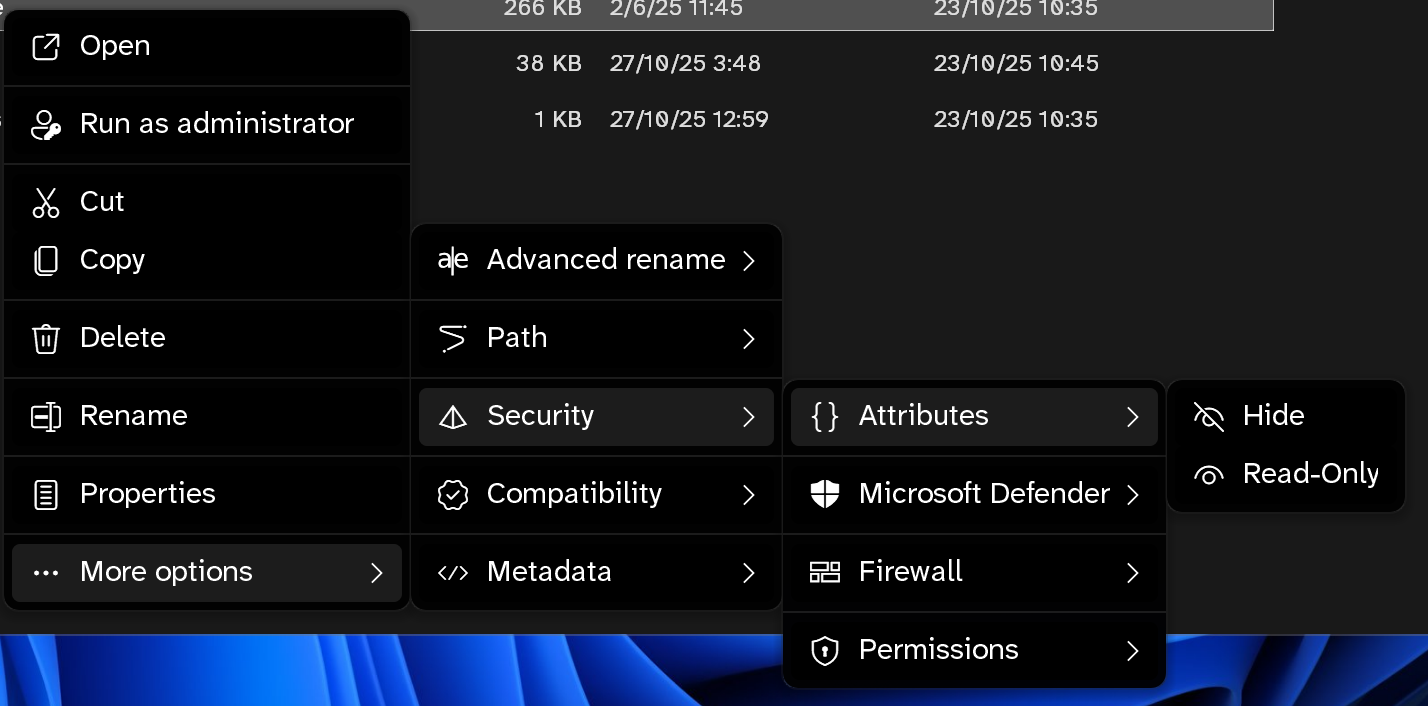 266 KB 2/6/25 11:45 23/10/25 10:35
38 KB 27/10/25 3:48 23/10/25 10:45
1 KB 27/10/25 12:59 23/10/25 10:35
Open
Run as administrator
Cut
Copy
Delete
Rename
Properties
More options
Advanced rename
Path
Security
Compatibility
Metadata
Attributes
Microsoft Defender
Firewall
Permissions
Hide
Read-Only